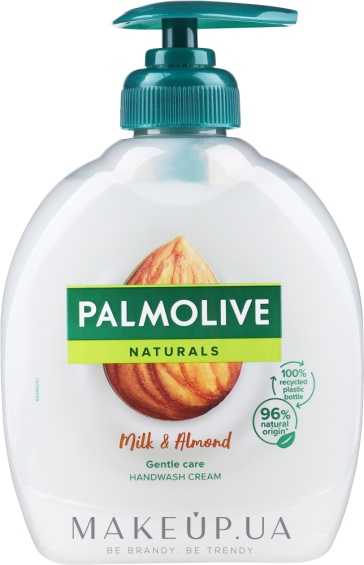 PALMOLIVE
NATURALS
100%
recycled
plastic
bottle
96%
natural
origin*
Milk & Almond
Gentle care
HANDWASH CREAM
MAKEUP.UA
BE BRANDY. BE TRENDY.